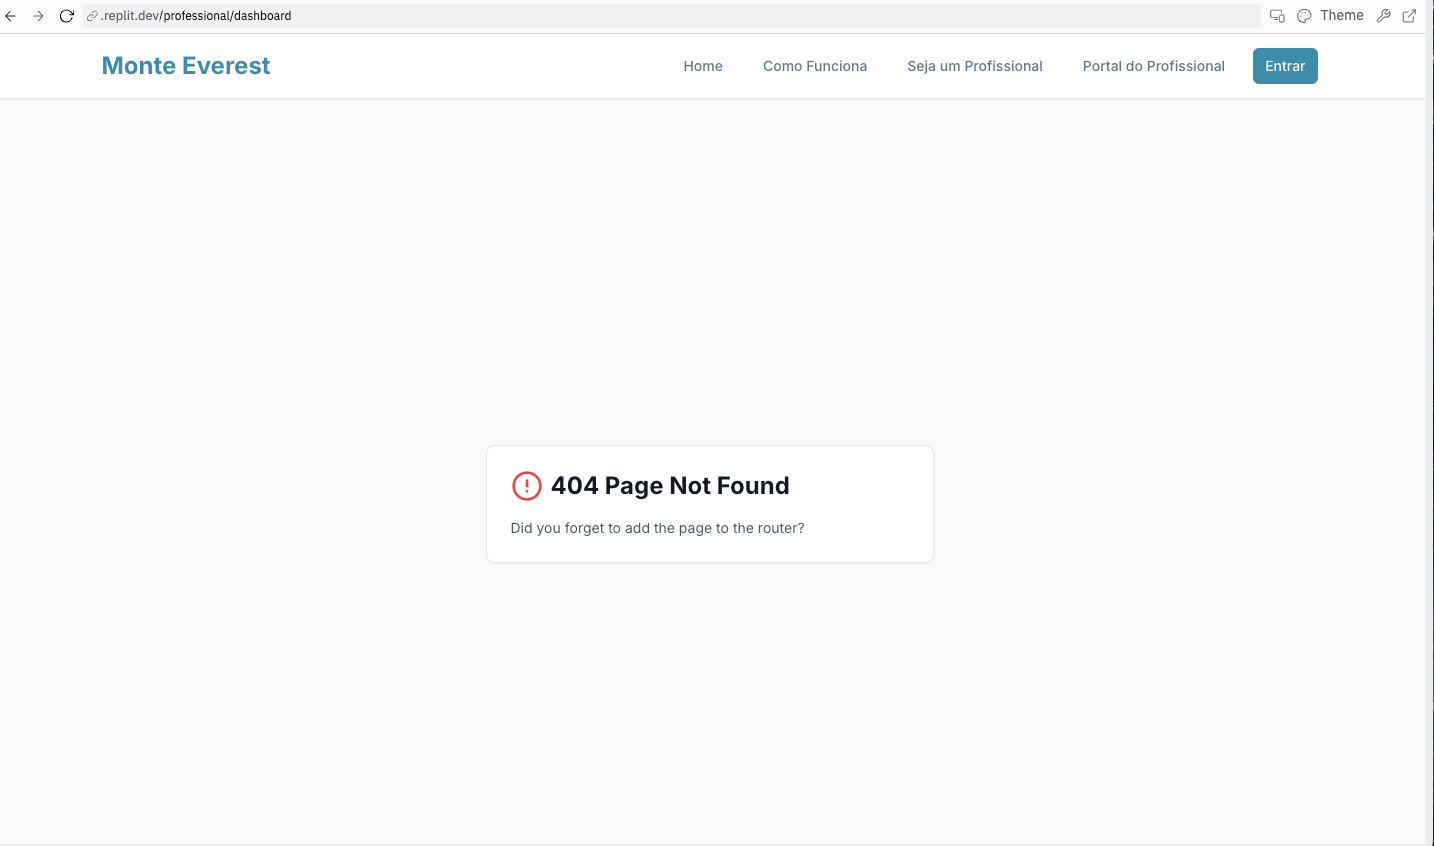 .replit.dev/professional/dashboard
Theme
Monte Everest
Home
Como Funciona
Seja um Profissional
Portal do Profissional
Entrar
404 Page Not Found
Did you forget to add the page to the router?